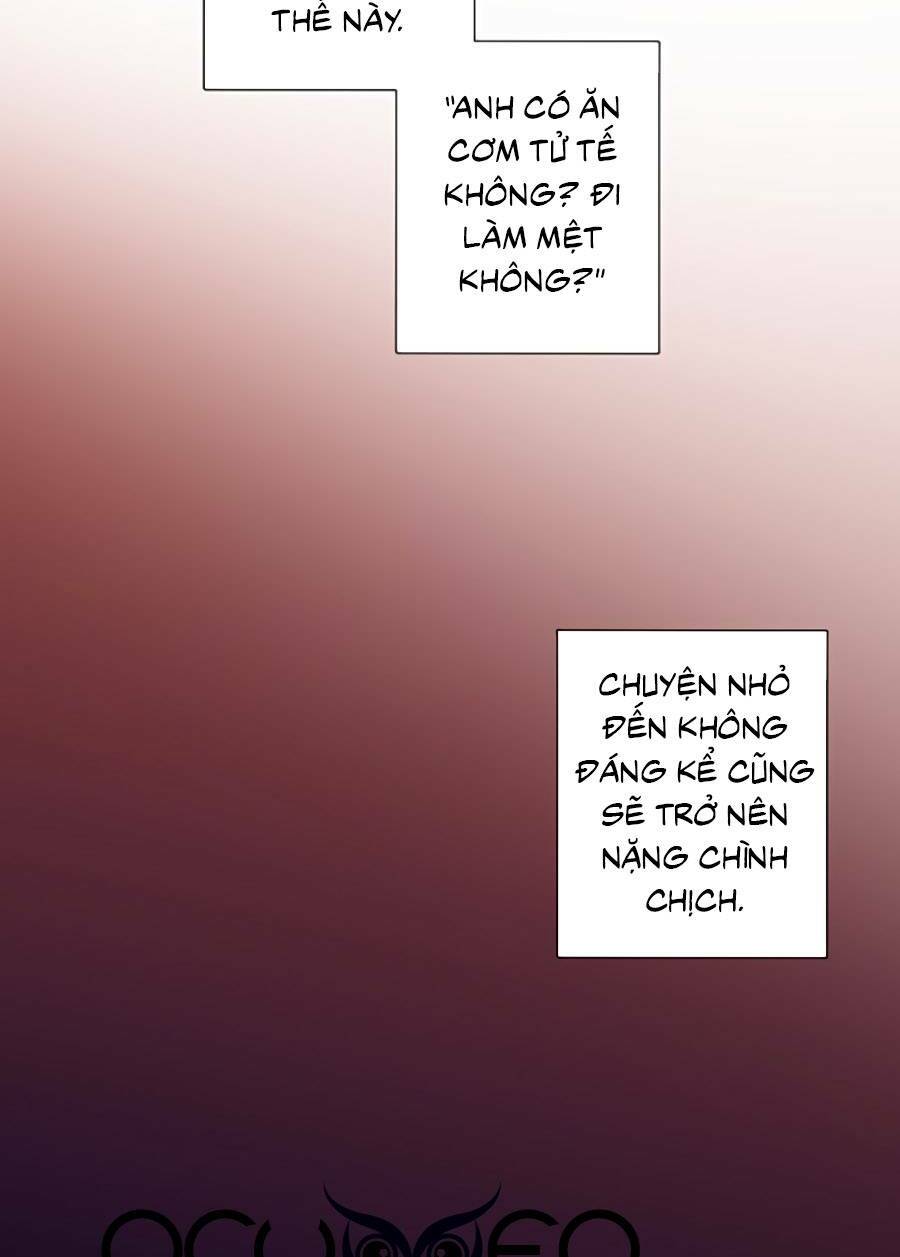 THẾ NÀY.
"ANH CÓ ĂN
CƠM TỬ TẾ
KHÔNG? ĐI
LÀM MỆT
KHÔNG?"
CHUYỆN NHỎ
ĐẾN KHÔNG
ĐÁNG KỂ CŨNG
SẼ TRỞ NÊN
NẶNG CHÌNH
CHỊCH.